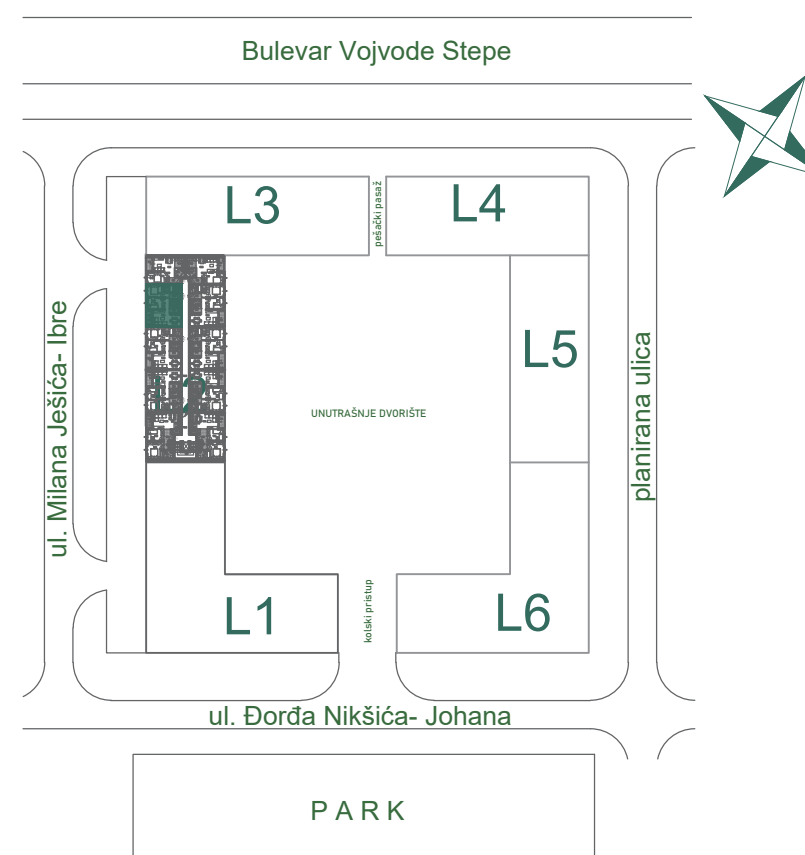 Bulevar Vojvode Stepe
L3
pešački pasaž
L4
ul. Milana Ješića- Ibre
L2
UNUTRAŠNJE DVORIŠTE
L5
planirana ulica
L1
kolski pristup
L6
ul. Đorđa Nikšića- Johana
PARK